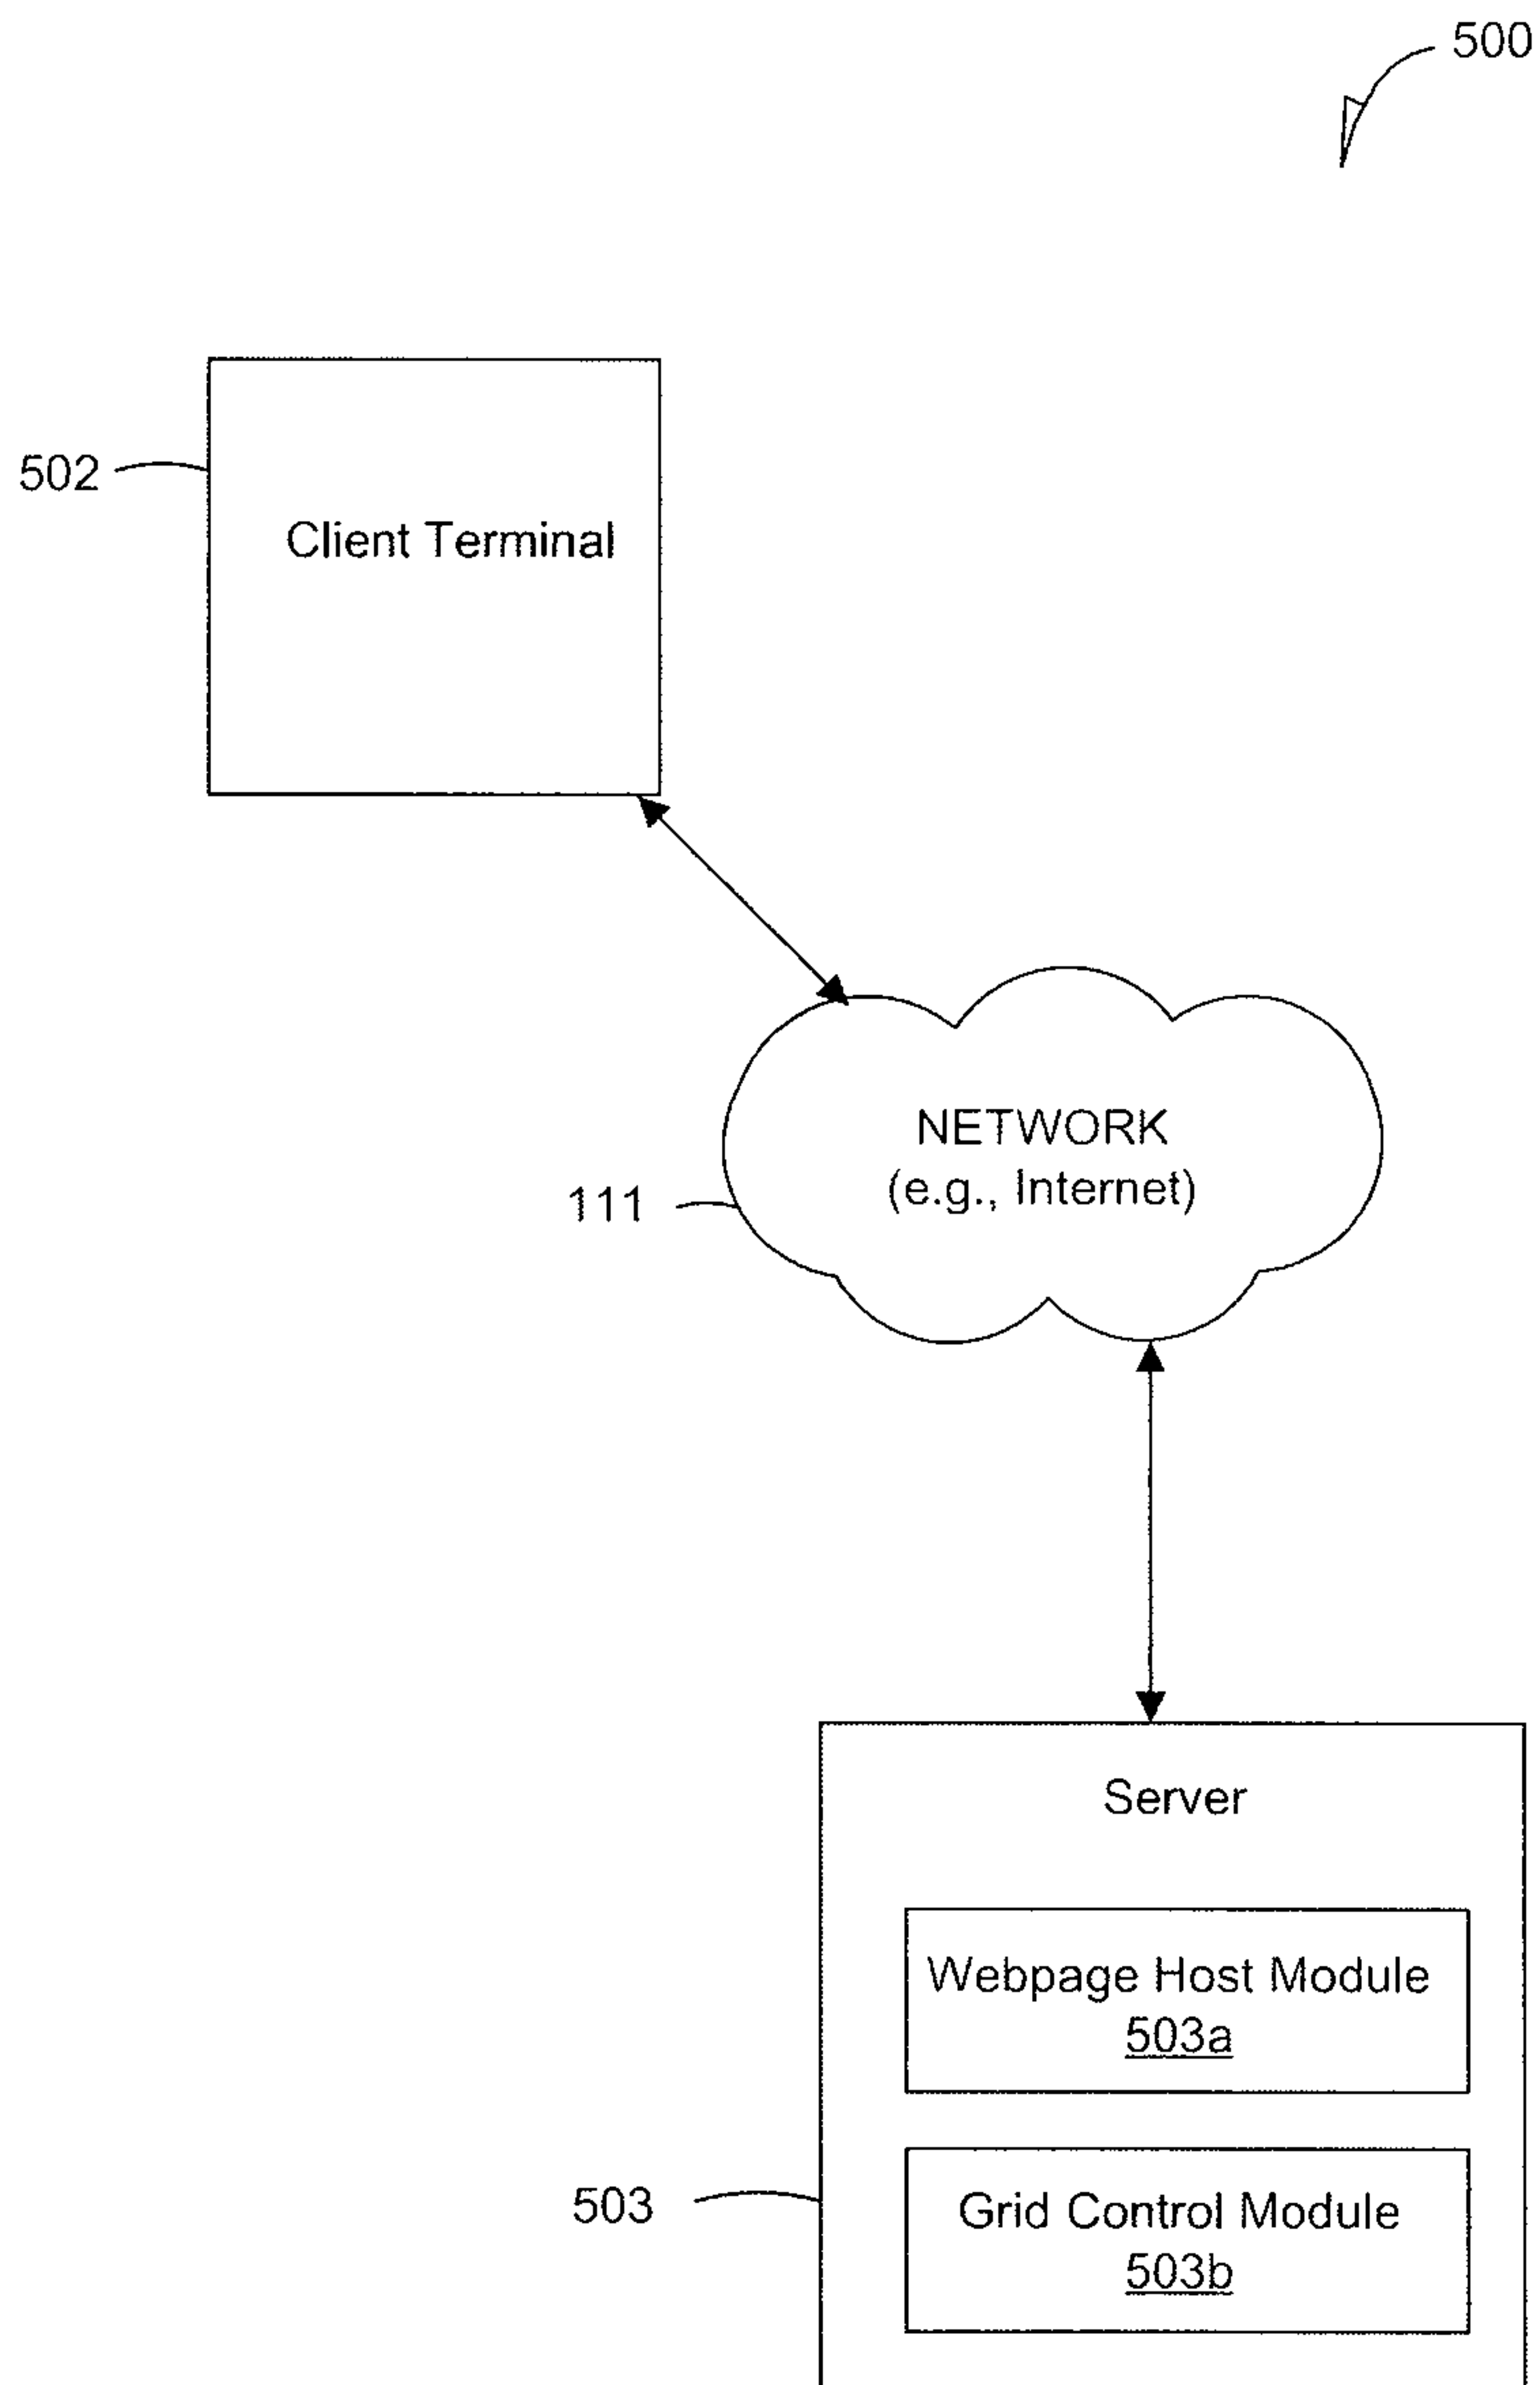 500
502
Client Terminal
NETWORK
(e.g., Internet)
111
Server
Webpage Host Module
503a
503
Grid Control Module
503b